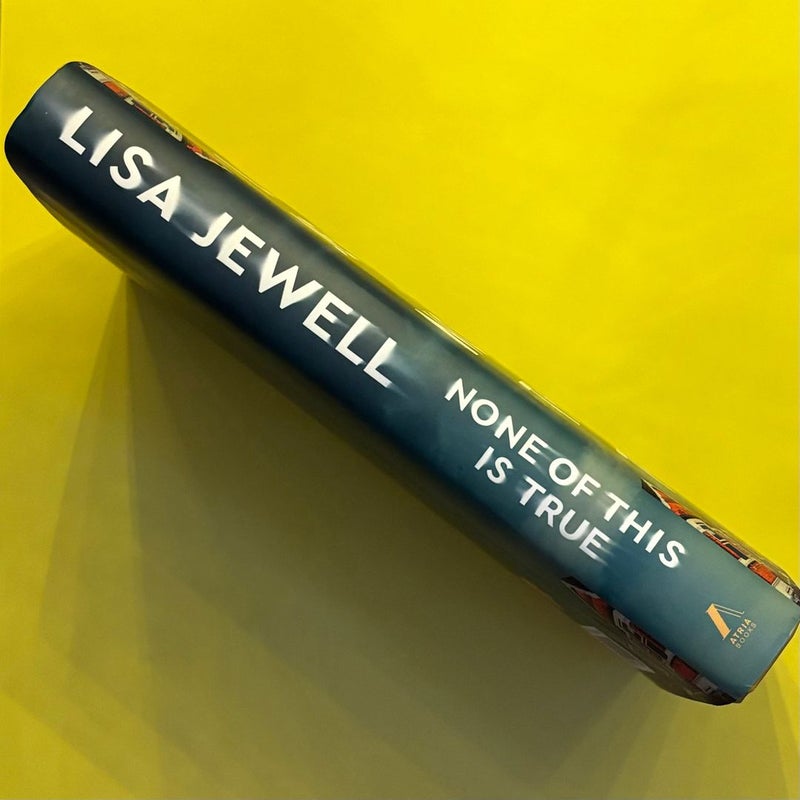 LISA JEWELL
NONE OF THIS
IS TRUE
ATRIA
BOOKS